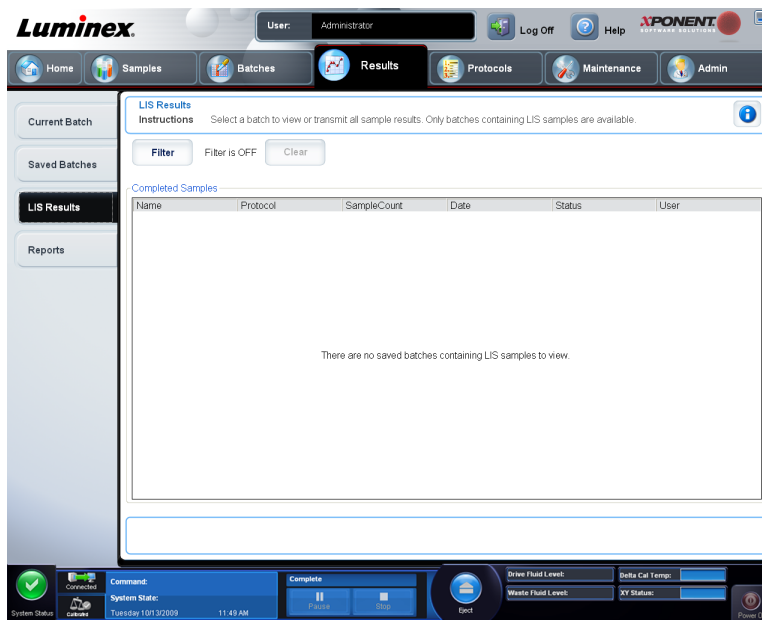 Luminex.
User: Administrator
Log Off
Help
XPONENT.
SOFTWARE SOLUTIONS
Home
Samples
Batches
Results
Protocols
Maintenance
Admin
Current Batch
Saved Batches
LIS Results
Reports
LIS Results
Instructions Select a batch to view or transmit all sample results. Only batches containing LIS samples are available.
Filter Filter is OFF Clear
Completed Samples
Name Protocol SampleCount Date Status User
There are no saved batches containing LIS samples to view.
System Status
Connected
Calibrated
Command:
System State:
Tuesday 10/13/2009 11:49 AM
Complete
Pause Stop
Eject
Drive Fluid Level:
Waste Fluid Level:
Delta Cal Temp:
XY Status:
Power D